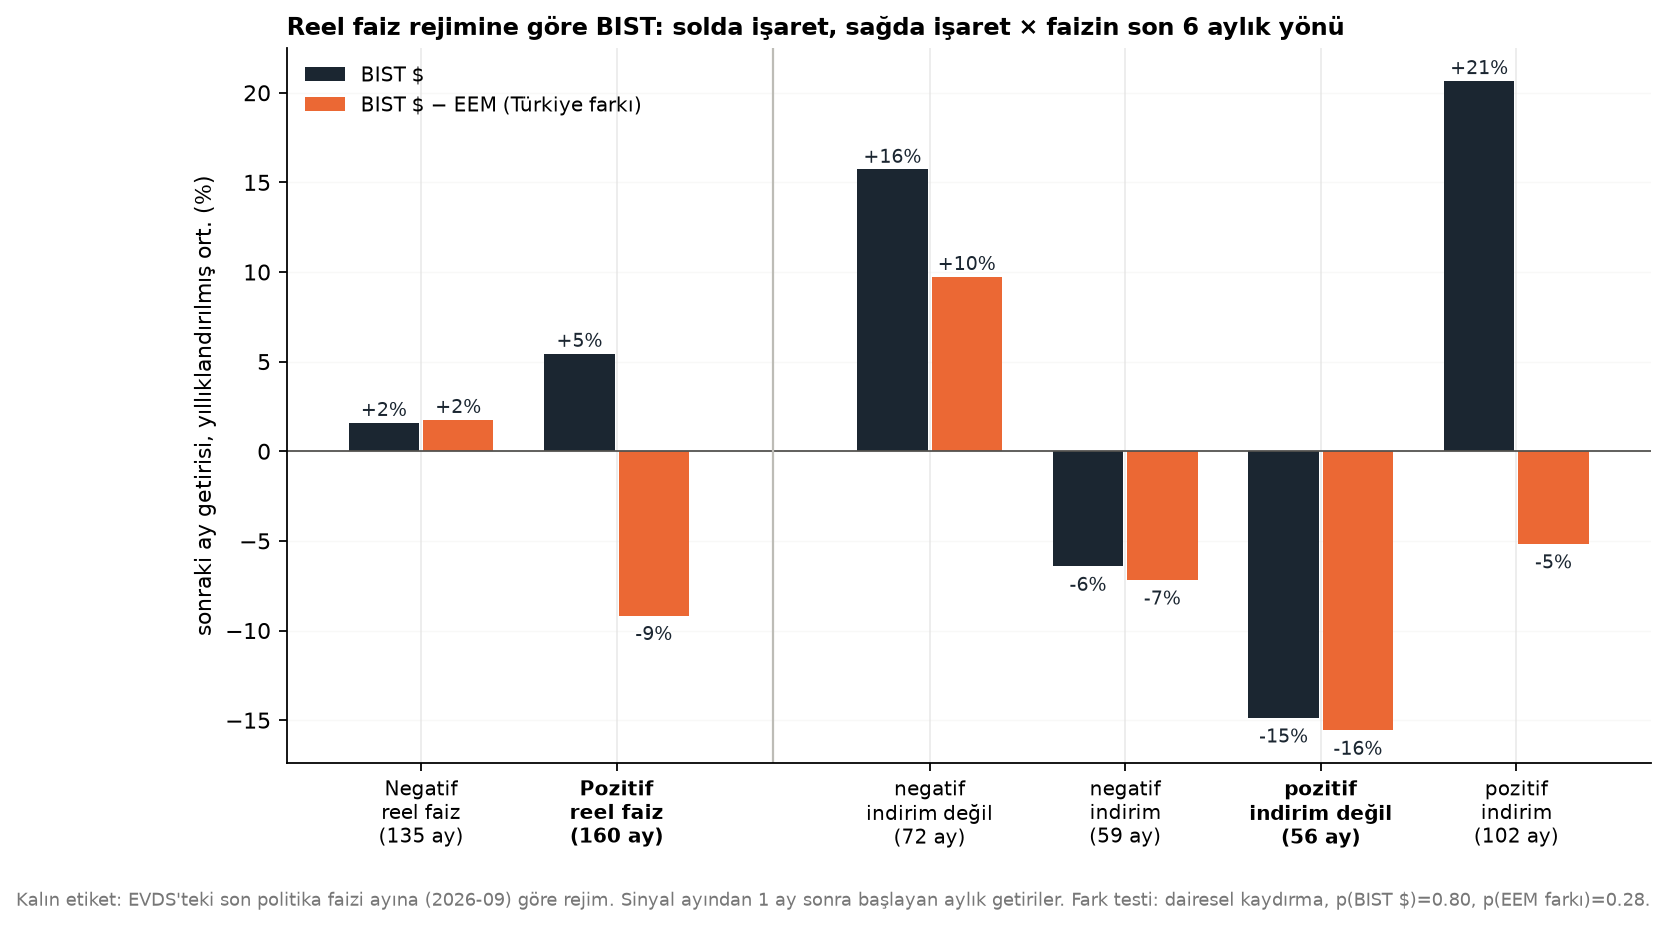 Reel faiz rejimine göre BIST: solda işaret, sağda işaret × faizin son 6 aylık yönü
BIST $
BIST $ − EEM (Türkiye farkı)
sonraki ay getirisi, yıllıklandırılmış ort. (%)
20
15
10
5
0
−5
−10
−15
+2%
+2%
+5%
-9%
+16%
+10%
-6%
-7%
-15%
-16%
+21%
-5%
Negatif
reel faiz
(135 ay)
Pozitif
reel faiz
(160 ay)
negatif
indirim değil
(72 ay)
negatif
indirim
(59 ay)
pozitif
indirim değil
(56 ay)
pozitif
indirim
(102 ay)
Kalın etiket: EVDS'teki son politika faizi ayına (2026-09) göre rejim. Sinyal ayından 1 ay sonra başlayan aylık getiriler. Fark testi: dairesel kaydırma, p(BIST $)=0.80, p(EEM farkı)=0.28.